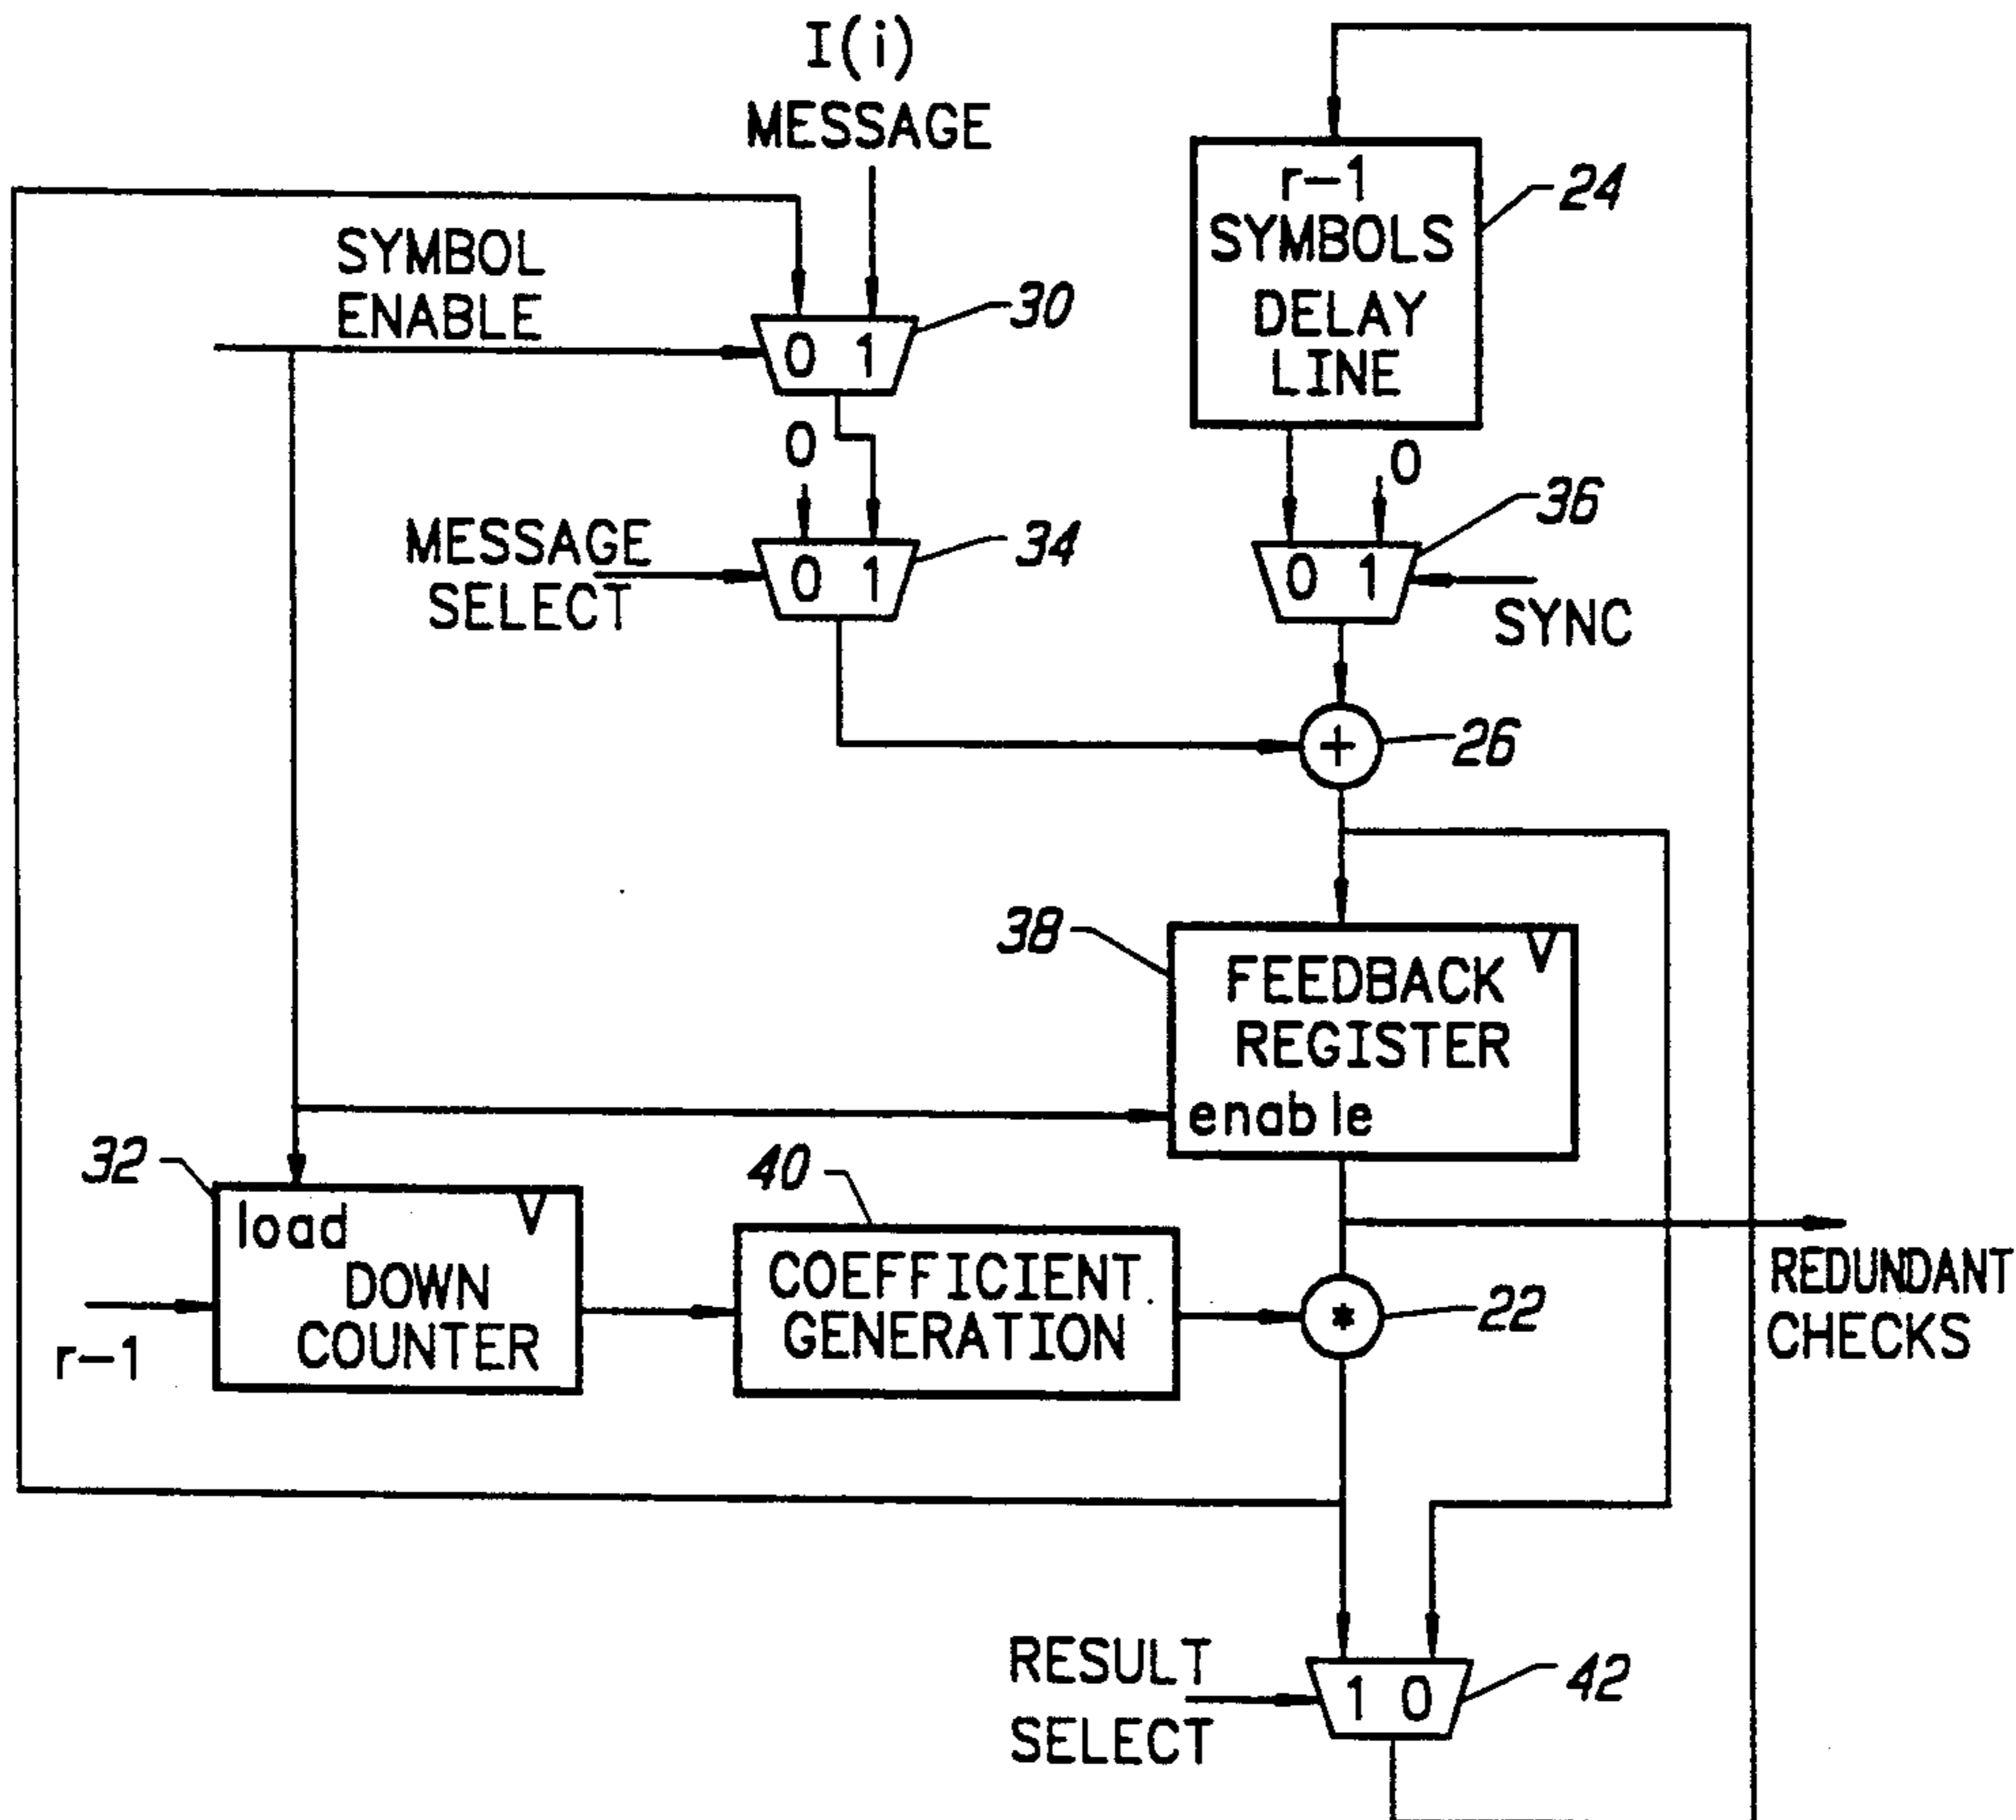 I(i)
MESSAGE
r-1
SYMBOLS
DELAY
LINE
24
SYMBOL
ENABLE
30
0 1
0
0
MESSAGE
SELECT
34
0 1
36
0 1
SYNC
+
26
38
V
FEEDBACK
REGISTER
enable
32
load
V
DOWN
COUNTER
r-1
40
COEFFICIENT
GENERATION
*
22
REDUNDANT
CHECKS
RESULT
SELECT
1 0
42